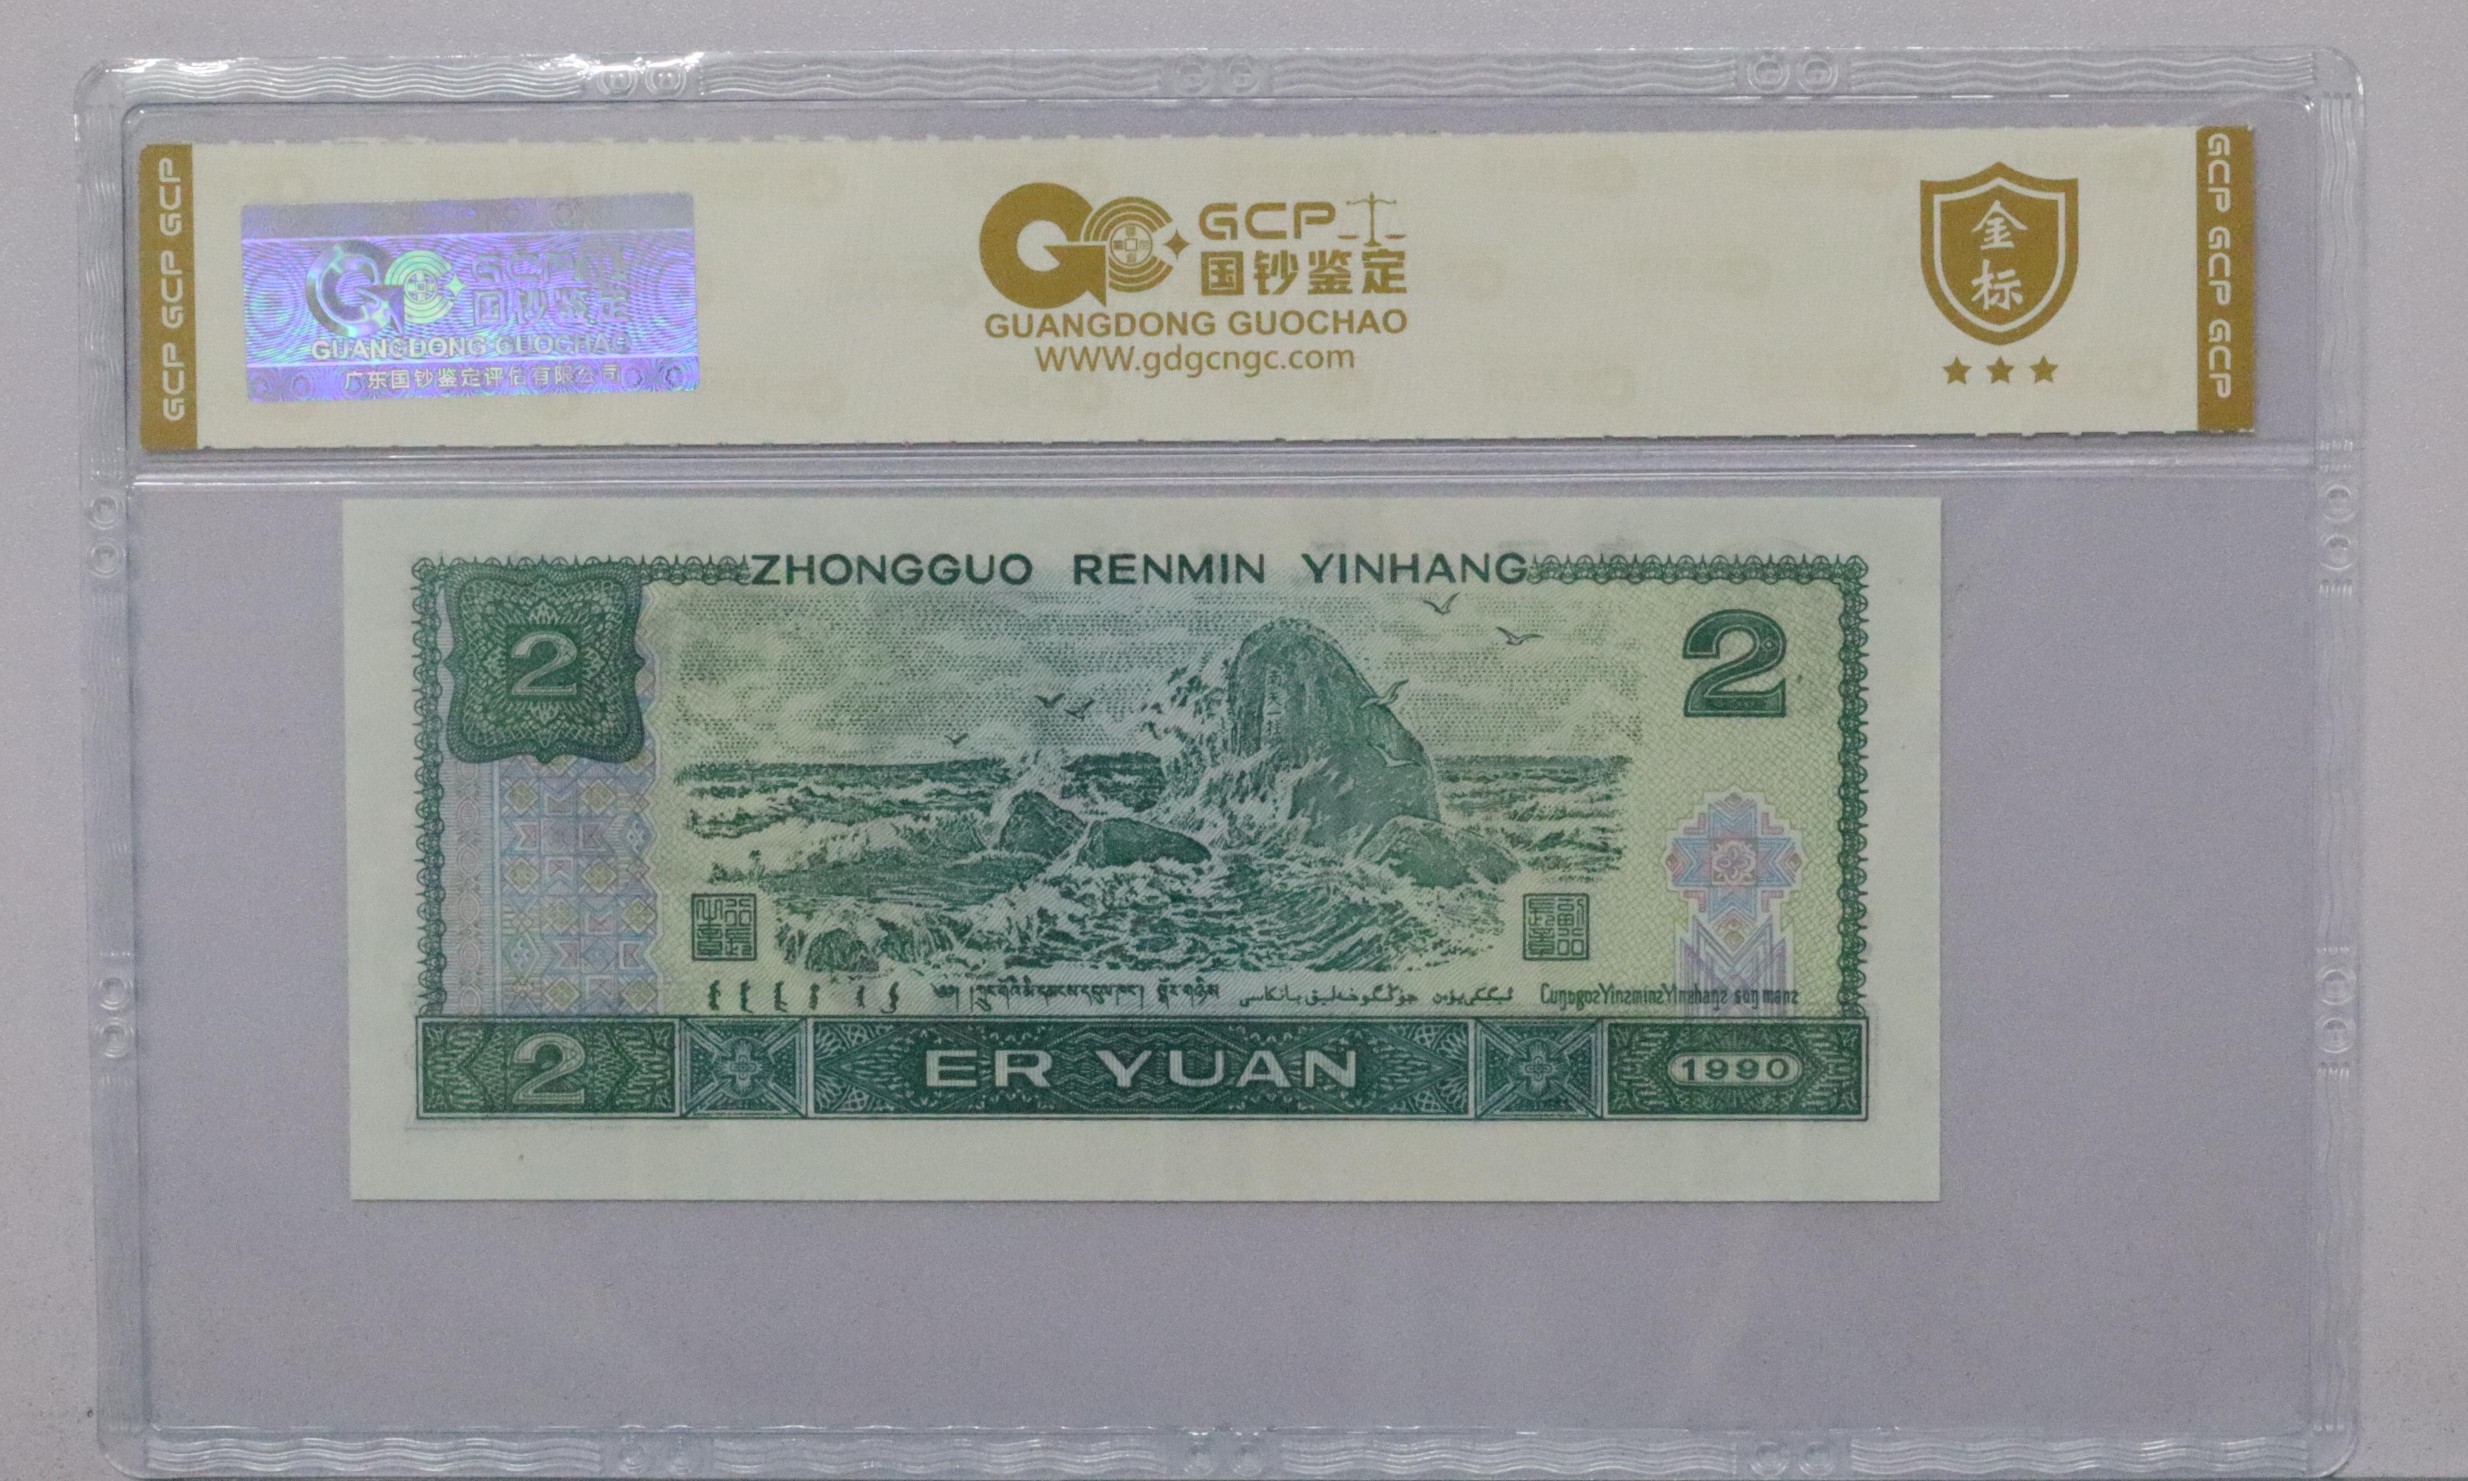 GCP GCP GCP
GCP
国钞鉴定
GUANGDONG GUOCHAO
广东国钞鉴定评估有限公司
GCP
国钞鉴定
GUANGDONG GUOCHAO
WWW.gdgcngc.com
金
标
GCP GCP GCP
ZHONGGUO RENMIN YINHANG
2
2
2
ER YUAN
1990